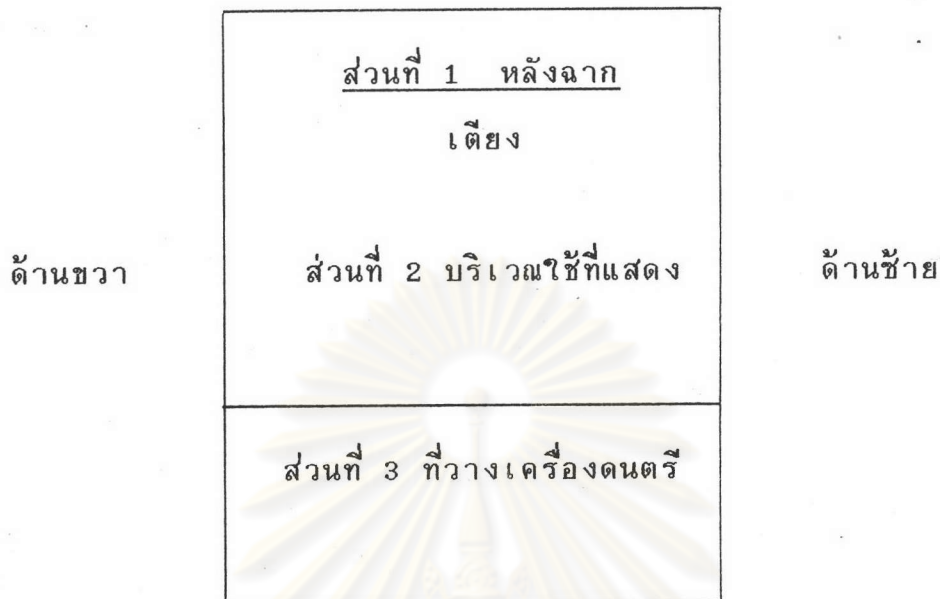 ส่วนที่ 1 หลังฉาก
เตียง
ด้านขวา ส่วนที่ 2 บริเวณใช้ที่แสดง ด้านซ้าย
ส่วนที่ 3 ที่วางเครื่องดนตรี